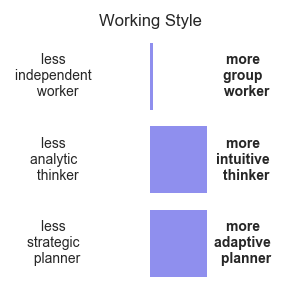 Working Style
less
independent
worker
more
group
worker
less
analytic
thinker
more
intuitive
thinker
less
strategic
planner
more
adaptive
planner